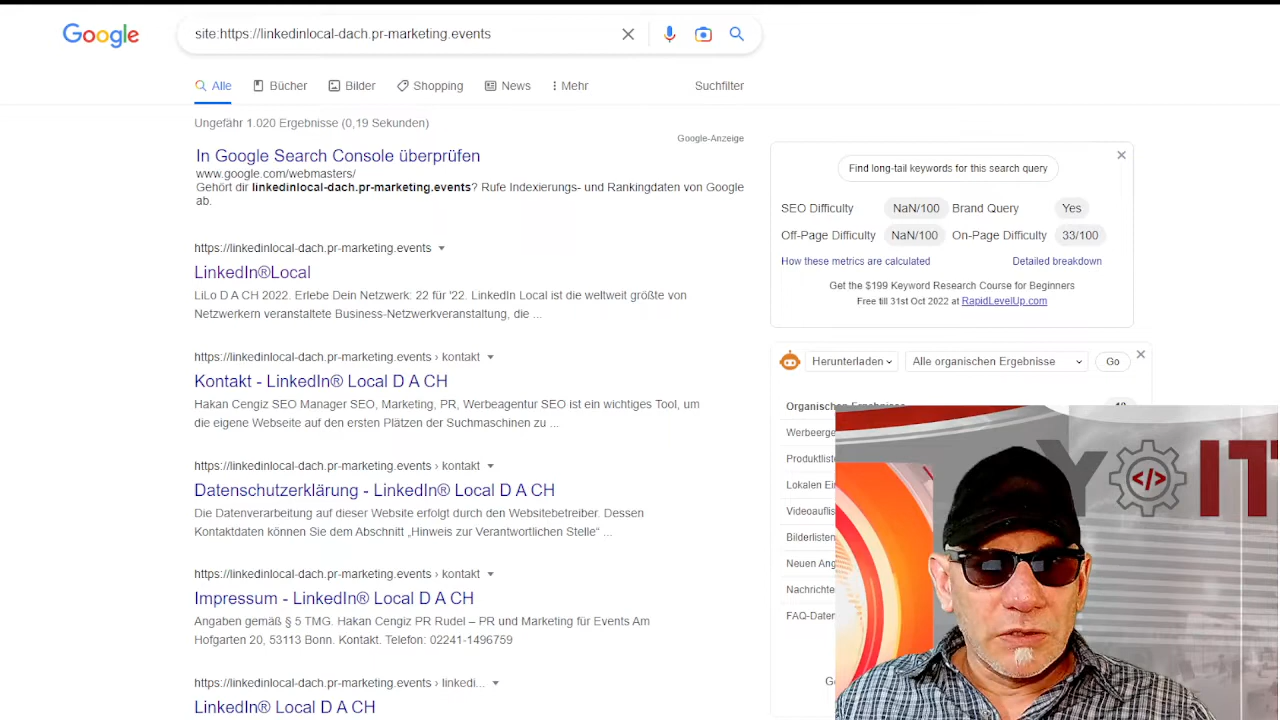 Google
site:https://linkedinlocal-dach.pr-marketing.events
Alle
Bücher
Bilder
Shopping
News
Mehr
Suchfilter
Ungefähr 1.020 Ergebnisse (0,19 Sekunden)
Google-Anzeige
In Google Search Console überprüfen
www.google.com/webmasters/
Gehört dir linkedinlocal-dach.pr-marketing.events? Rufe Indexierungs- und Rankingdaten von Google
ab.
https://linkedinlocal-dach.pr-marketing.events
LinkedIn®Local
LiLo D A CH 2022. Erlebe Dein Netzwerk: 22 für '22. LinkedIn Local ist die weltweit größte von
Netzwerkern veranstaltete Business-Netzwerkveranstaltung, die ...
https://linkedinlocal-dach.pr-marketing.events › kontakt
Kontakt - LinkedIn® Local D A CH
Hakan Cengiz SEO Manager SEO, Marketing, PR, Werbeagentur SEO ist ein wichtiges Tool, um
die eigene Webseite auf den ersten Plätzen der Suchmaschinen zu ...
https://linkedinlocal-dach.pr-marketing.events › kontakt
Datenschutzerklärung - LinkedIn® Local D A CH
Die Datenverarbeitung auf dieser Website erfolgt durch den Websitebetreiber. Dessen
Kontaktdaten können Sie dem Abschnitt „Hinweis zur Verantwortlichen Stelle“ ...
https://linkedinlocal-dach.pr-marketing.events › kontakt
Impressum - LinkedIn® Local D A CH
Angaben gemäß § 5 TMG. Hakan Cengiz PR Rudel – PR und Marketing für Events Am
Hofgarten 20, 53113 Bonn. Kontakt. Telefon: 02241-1496759
https://linkedinlocal-dach.pr-marketing.events › linkedi...
LinkedIn® Local D A CH
Find long-tail keywords for this search query
SEO Difficulty NaN/100 Brand Query Yes
Off-Page Difficulty NaN/100 On-Page Difficulty 33/100
How these metrics are calculated Detailed breakdown
Get the $199 Keyword Research Course for Beginners
Free till 31st Oct 2022 at RapidLevelUp.com
Herunterladen Alle organischen Ergebnisse Go
Organischen Ergebnisse
Werbeerge
Produktliste
Lokalen Ei
Videoauflis
Bilderlisten
Neuen Ang
Nachrichte
FAQ-Daten
Y </> IT